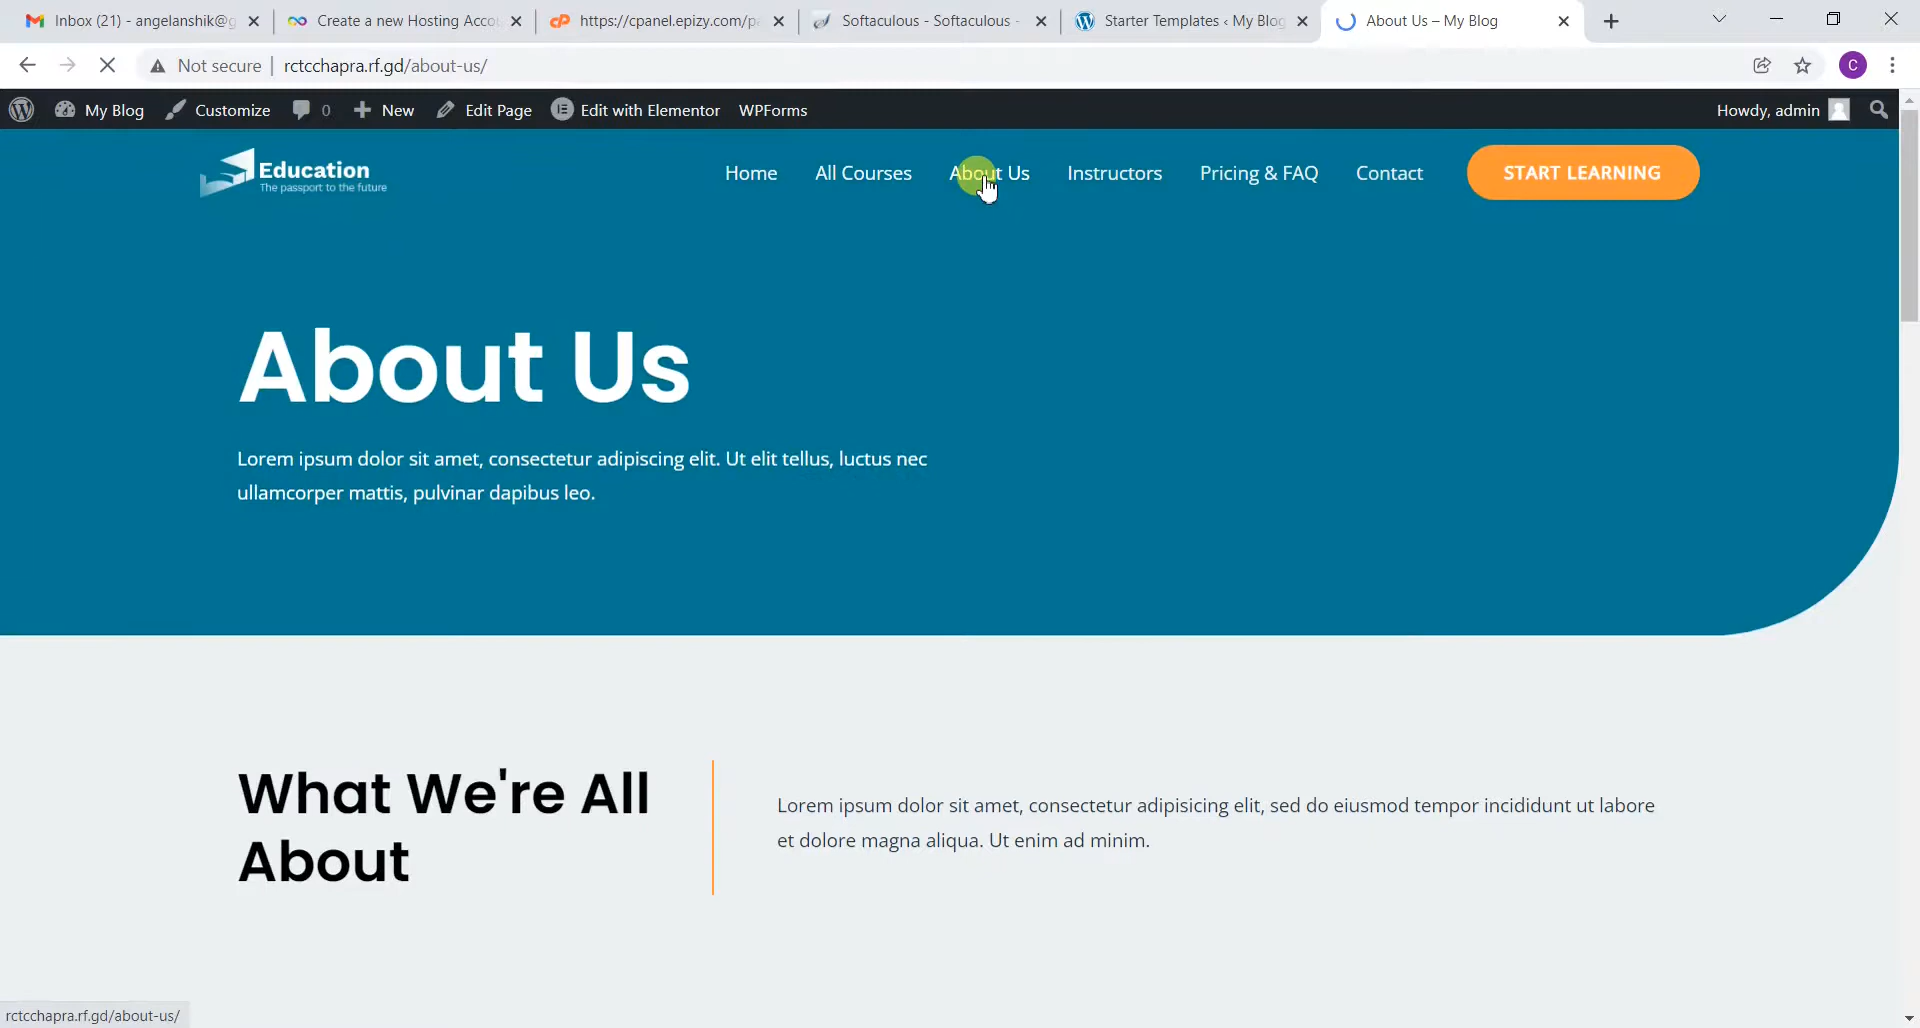 Inbox (21) - angelanshik@g
Create a new Hosting Acco
https://cpanel.epizy.com/p
Softaculous - Softaculous -
Starter Templates ‹ My Blog
About Us – My Blog
Not secure
rctcchapra.rf.gd/about-us/
C
My Blog
Customize
0
New
Edit Page
Edit with Elementor
WPForms
Howdy, admin
Education
The passport to the future
Home
All Courses
About Us
Instructors
Pricing & FAQ
Contact
START LEARNING
About Us
Lorem ipsum dolor sit amet, consectetur adipiscing elit. Ut elit tellus, luctus nec
ullamcorper mattis, pulvinar dapibus leo.
What We're All
About
Lorem ipsum dolor sit amet, consectetur adipisicing elit, sed do eiusmod tempor incididunt ut labore
et dolore magna aliqua. Ut enim ad minim.
rctcchapra.rf.gd/about-us/